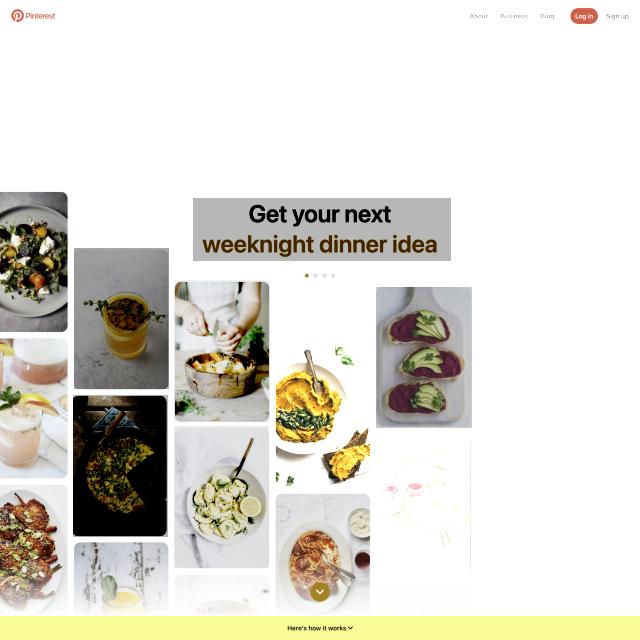 Pinterest
About Business Blog Log in Sign up
Get your next
weeknight dinner idea
Here's how it works